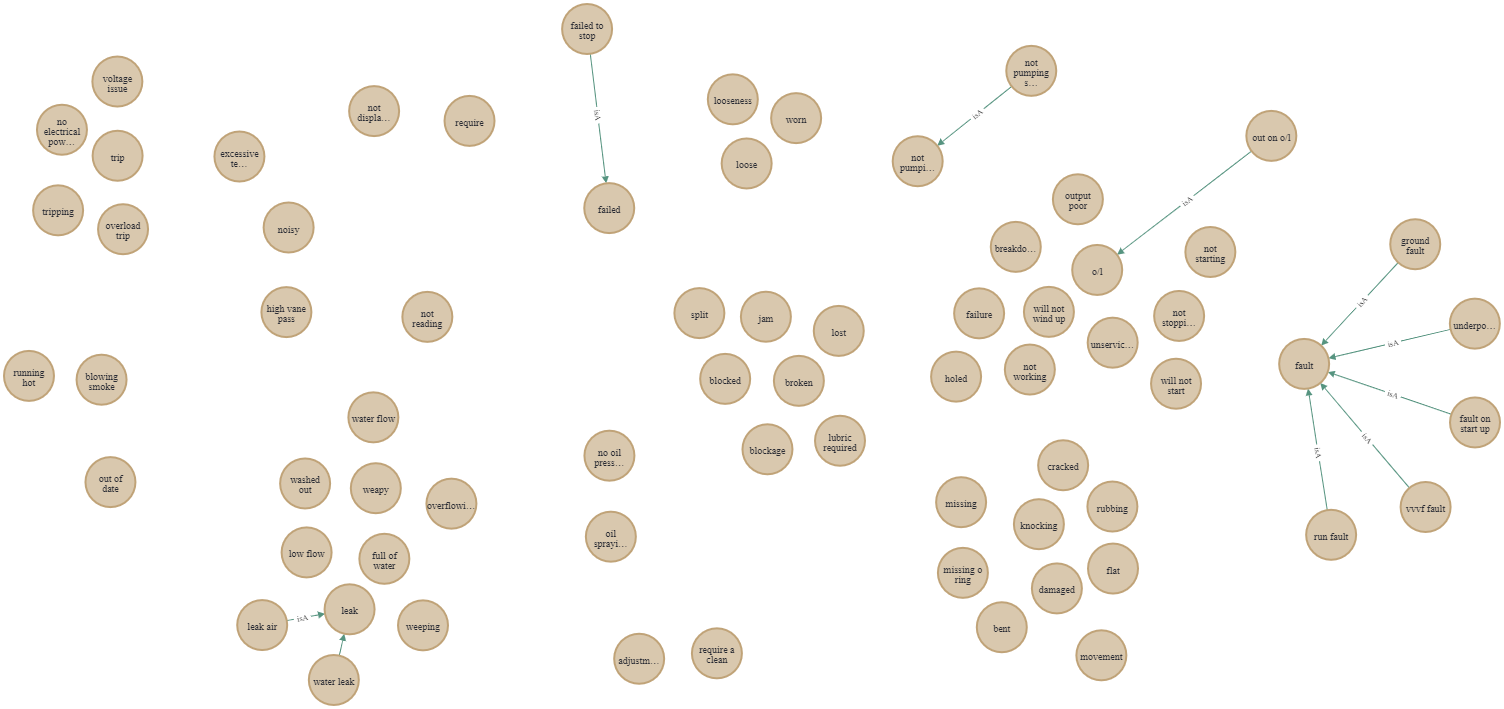 failed to
stop
isA
failed
voltage
issue
no
electrical
pow…
trip
tripping
overload
trip
excessive
te…
not
displa…
require
noisy
high vane
pass
not
reading
running
hot
blowing
smoke
out of
date
water flow
washed
out
weapy
overflowi…
low flow
full of
water
leak
leak air
isA
weeping
water leak
looseness
worn
loose
split
jam
lost
blocked
broken
blockage
lubric
required
no oil
press…
oil
sprayi…
adjustm…
require a
clean
not
pumping
s…
isA
not
pumpi…
out on o/l
isA
output
poor
breakdo…
o/l
not
starting
failure
will not
wind up
not
stoppi…
unservic…
holed
not
working
will not
start
cracked
missing
knocking
rubbing
missing o
ring
damaged
flat
bent
movement
ground
fault
isA
underpo…
isA
fault
isA
fault on
start up
isA
vvvf fault
isA
run fault